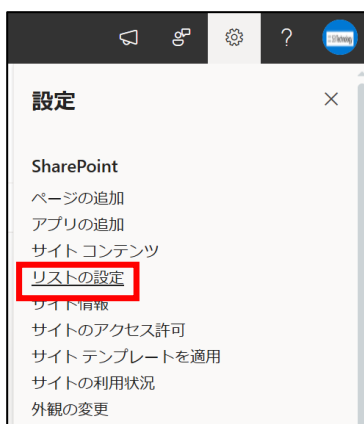 ?
設定
SharePoint
ページの追加
アプリの追加
サイト コンテンツ
リストの設定
サイト情報
サイトのアクセス許可
サイト テンプレートを適用
サイトの利用状況
外観の変更